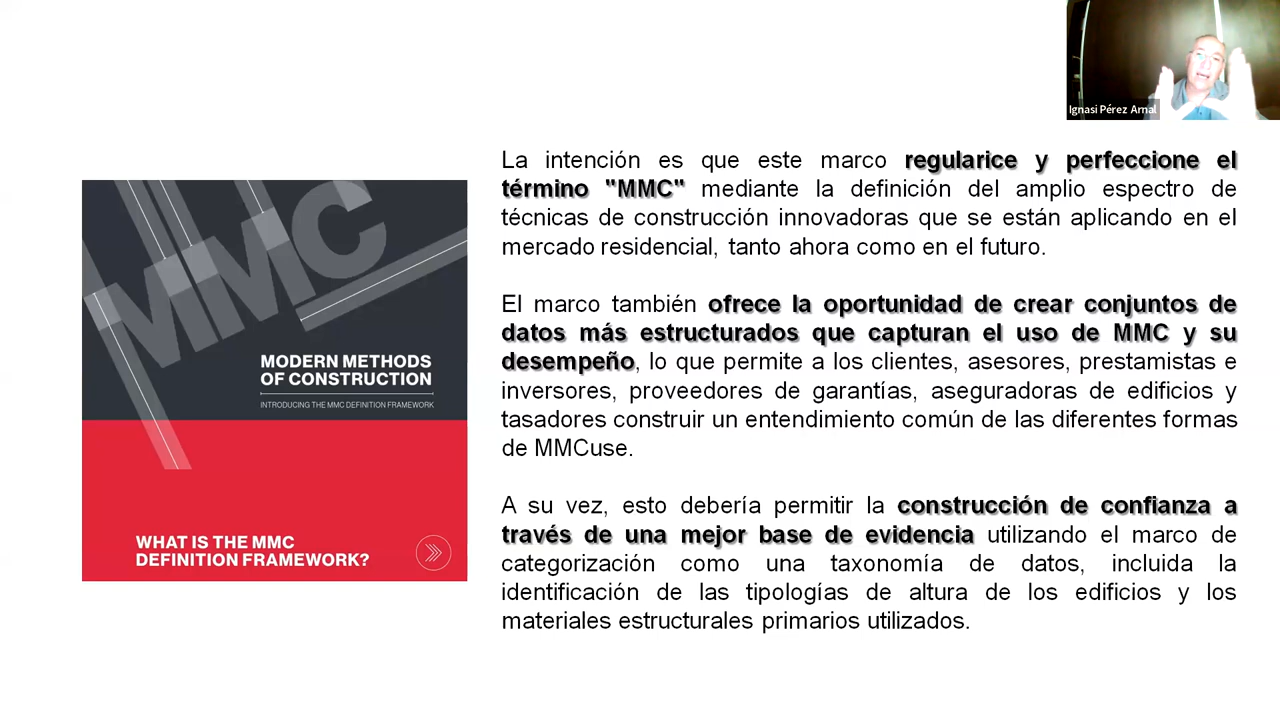 Ignasi Pérez Arnal
La intención es que este marco regularice y perfeccione el
término "MMC" mediante la definición del amplio espectro de
técnicas de construcción innovadoras que se están aplicando en el
mercado residencial, tanto ahora como en el futuro.
El marco también ofrece la oportunidad de crear conjuntos de
datos más estructurados que capturan el uso de MMC y su
desempeño, lo que permite a los clientes, asesores, prestamistas e
inversores, proveedores de garantías, aseguradoras de edificios y
tasadores construir un entendimiento común de las diferentes formas
de MMCuse.
A su vez, esto debería permitir la construcción de confianza a
través de una mejor base de evidencia utilizando el marco de
categorización como una taxonomía de datos, incluida la
identificación de las tipologías de altura de los edificios y los
materiales estructurales primarios utilizados.
MMC
MODERN METHODS
OF CONSTRUCTION
INTRODUCING THE MMC DEFINITION FRAMEWORK
WHAT IS THE MMC
DEFINITION FRAMEWORK?